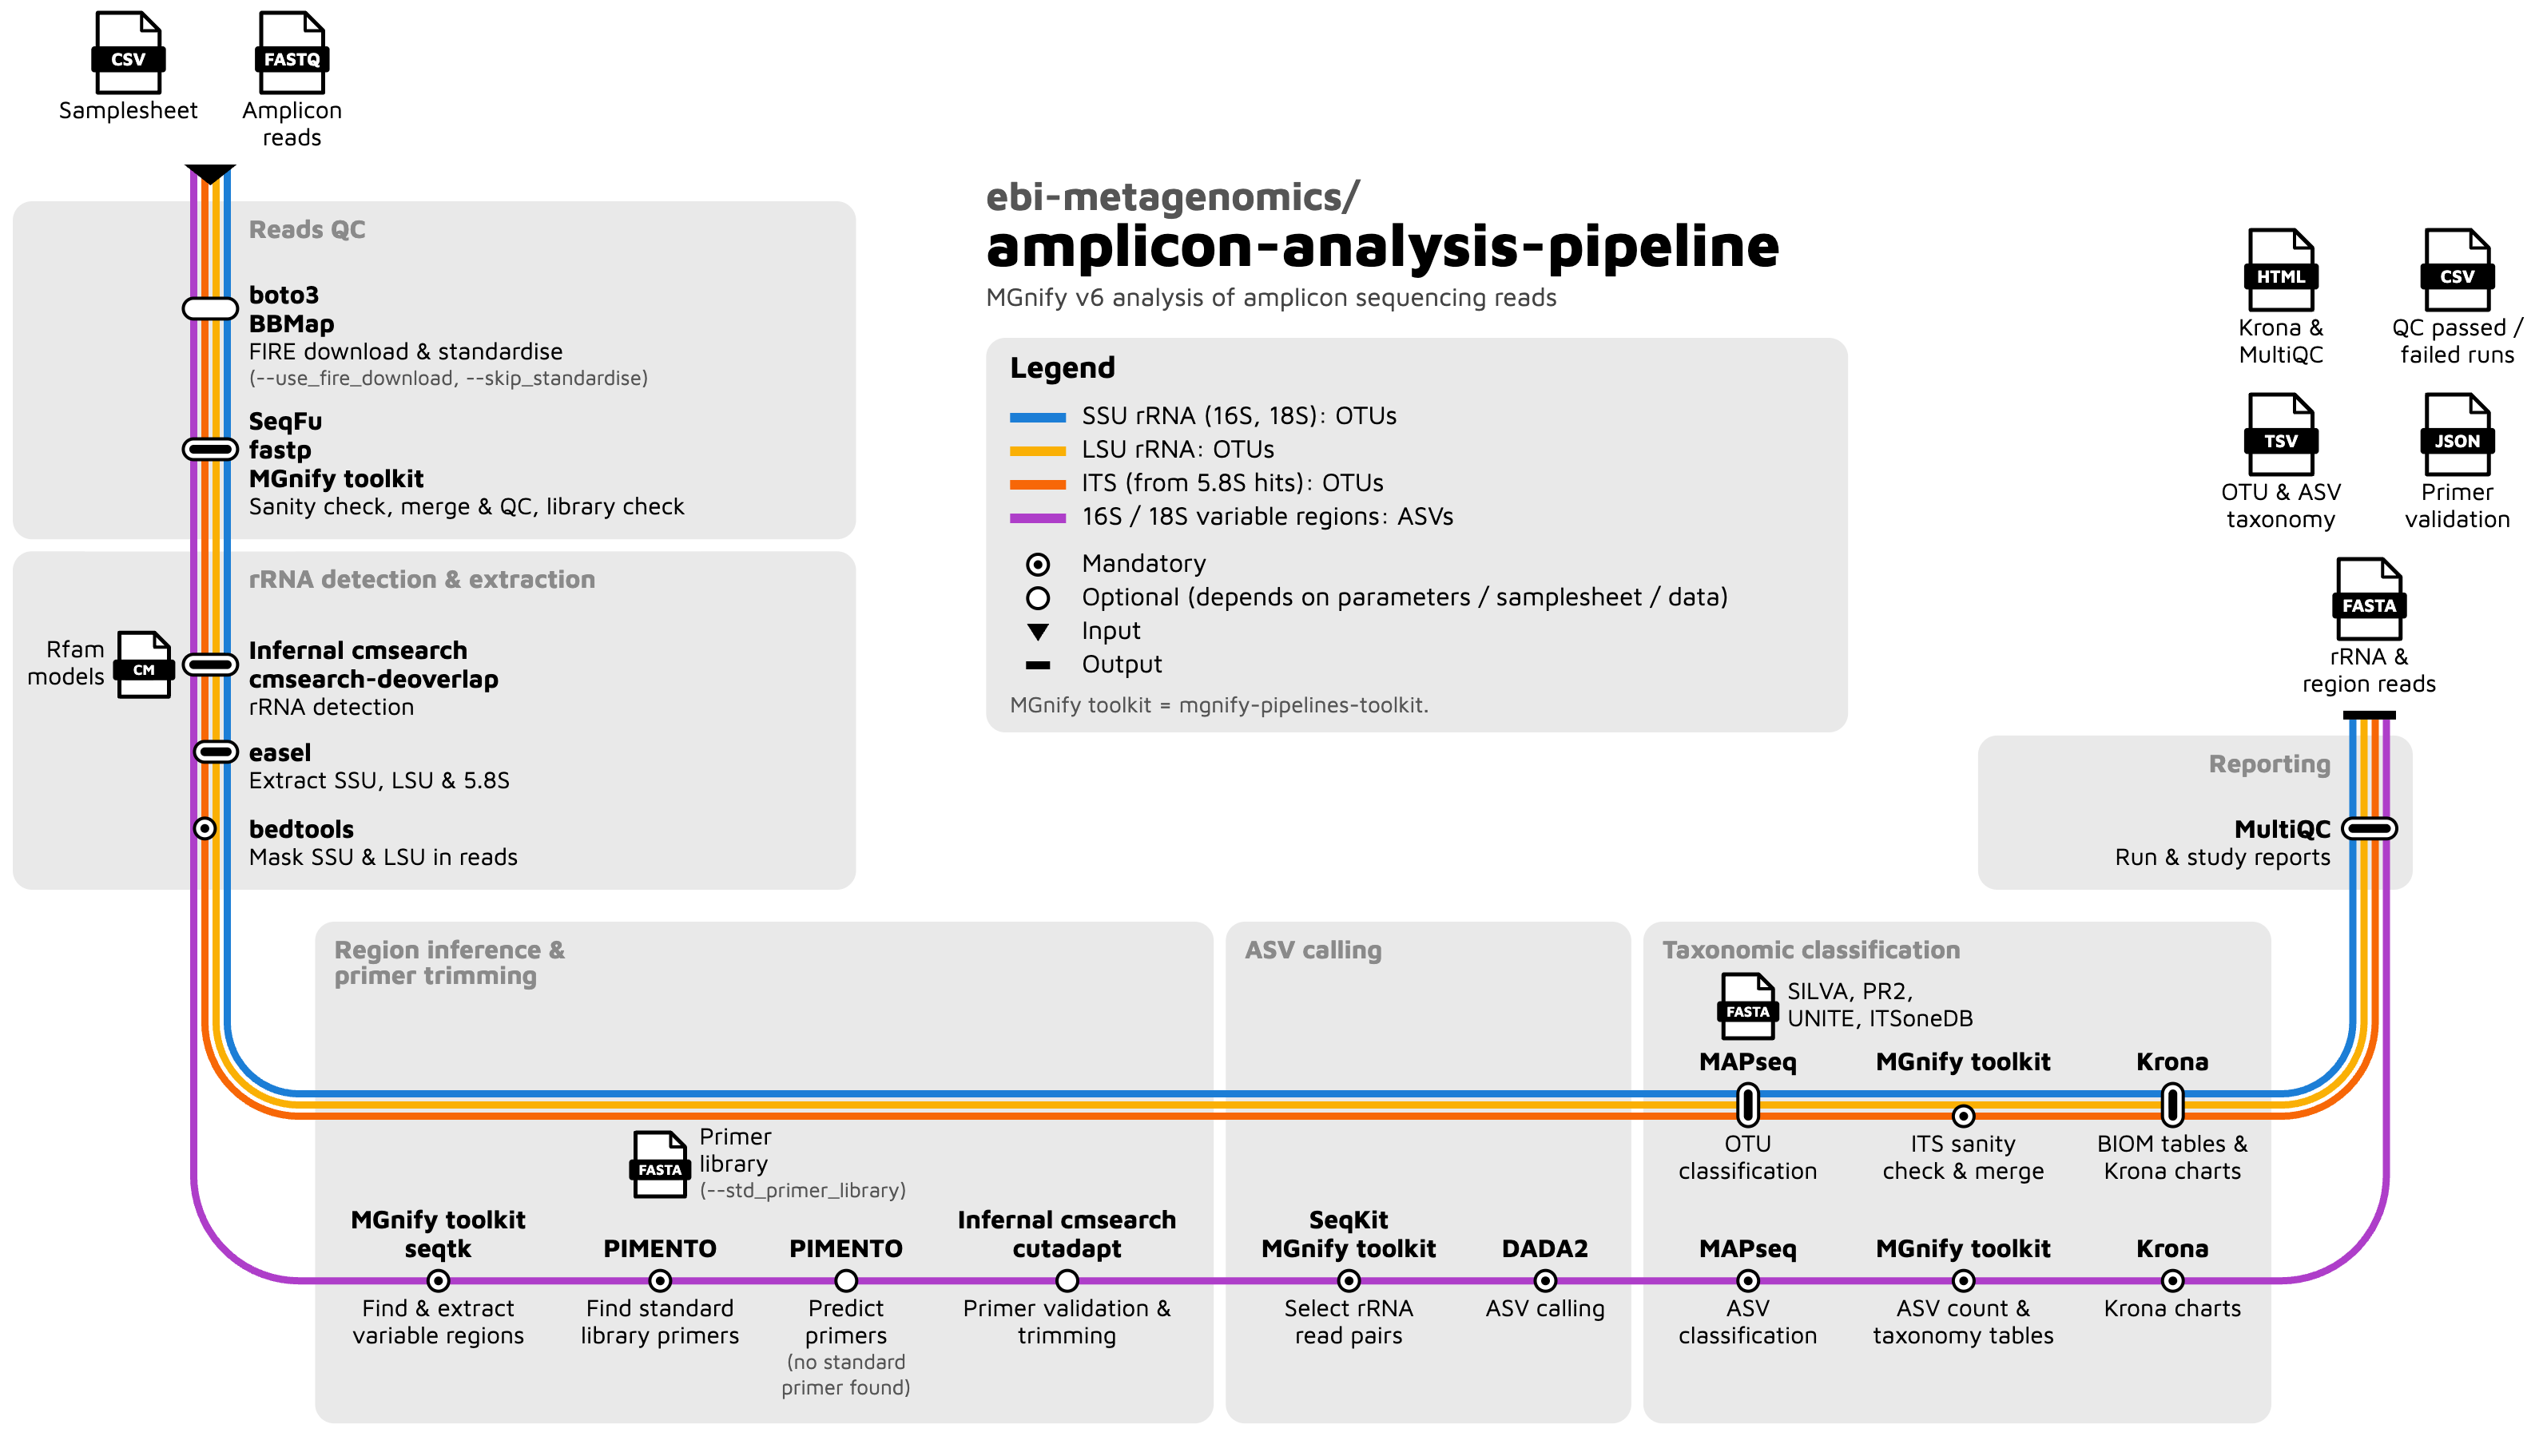 CSV
Samplesheet
FASTQ
Amplicon
reads
Reads QC
boto3
BBMap
FIRE download & standardise
(--use_fire_download, --skip_standardise)
SeqFu
fastp
MGnify toolkit
Sanity check, merge & QC, library check
rRNA detection & extraction
Rfam
models
CM
Infernal cmsearch
cmsearch-deoverlap
rRNA detection
easel
Extract SSU, LSU & 5.8S
bedtools
Mask SSU & LSU in reads
ebi-metagenomics/
amplicon-analysis-pipeline
MGnify v6 analysis of amplicon sequencing reads
Legend
SSU rRNA (16S, 18S): OTUs
LSU rRNA: OTUs
ITS (from 5.8S hits): OTUs
16S / 18S variable regions: ASVs
Mandatory
Optional (depends on parameters / samplesheet / data)
Input
Output
MGnify toolkit = mgnify-pipelines-toolkit.
HTML
Krona &
MultiQC
CSV
QC passed /
failed runs
TSV
OTU & ASV
taxonomy
JSON
Primer
validation
FASTA
rRNA &
region reads
Reporting
MultiQC
Run & study reports
Region inference &
primer trimming
FASTA
Primer
library
(--std_primer_library)
MGnify toolkit
seqtk
Find & extract
variable regions
PIMENTO
Find standard
library primers
PIMENTO
Predict
primers
(no standard
primer found)
Infernal cmsearch
cutadapt
Primer validation &
trimming
ASV calling
SeqKit
MGnify toolkit
Select rRNA
read pairs
DADA2
ASV calling
Taxonomic classification
FASTA
SILVA, PR2,
UNITE, ITSoneDB
MAPseq
OTU
classification
MGnify toolkit
ITS sanity
check & merge
Krona
BIOM tables &
Krona charts
MAPseq
ASV
classification
MGnify toolkit
ASV count &
taxonomy tables
Krona
Krona charts